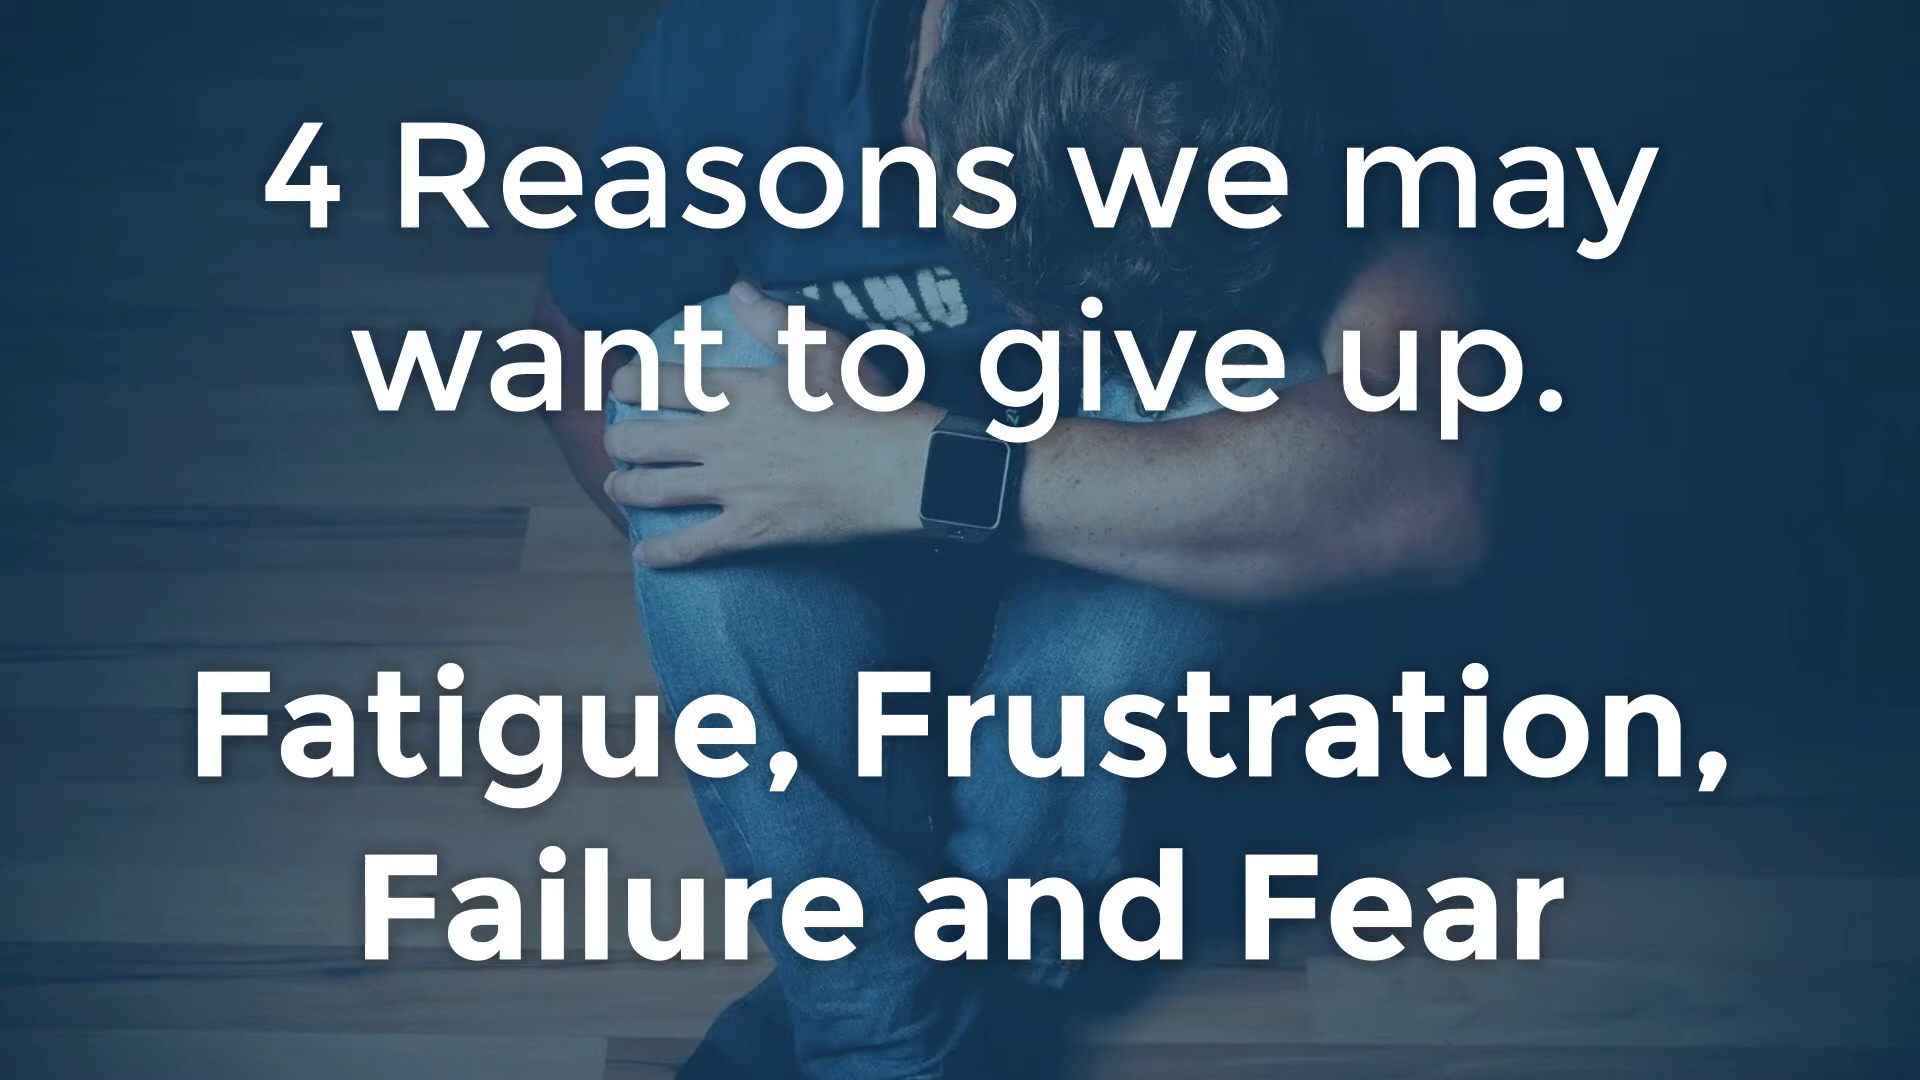 4 Reasons we may
want to give up.
Fatigue, Frustration,
Failure and Fear